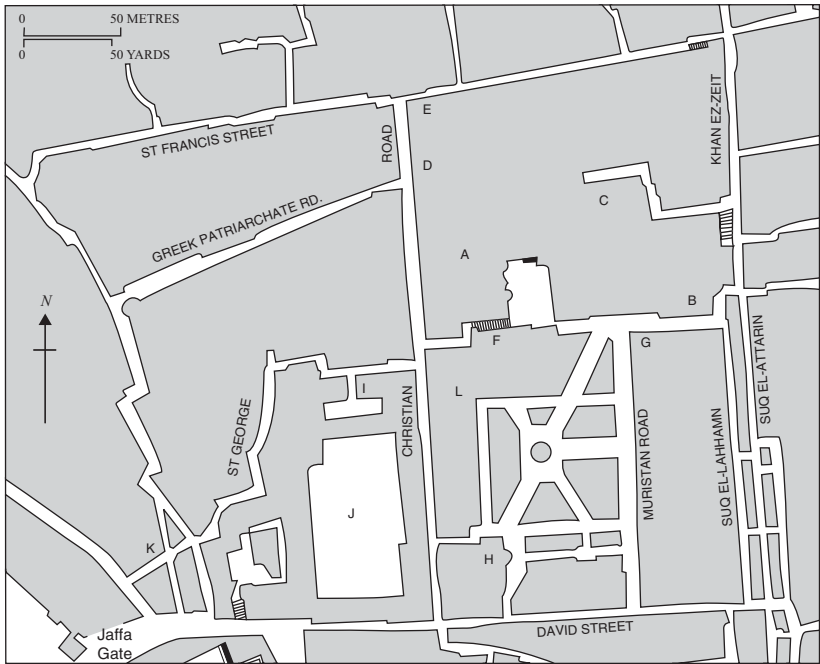 0 50 METRES
0 50 YARDS
ST FRANCIS STREET
ROAD
E
D
KHAN EZ-ZEIT
C
GREEK PATRIARCHATE RD.
A
N
B
F
G
SUQ EL-ATTARIN
I
L
CHRISTIAN
ST GEORGE
MURISTAN ROAD
SUQ EL-LAHHAMN
J
K
H
Jaffa
Gate
DAVID STREET